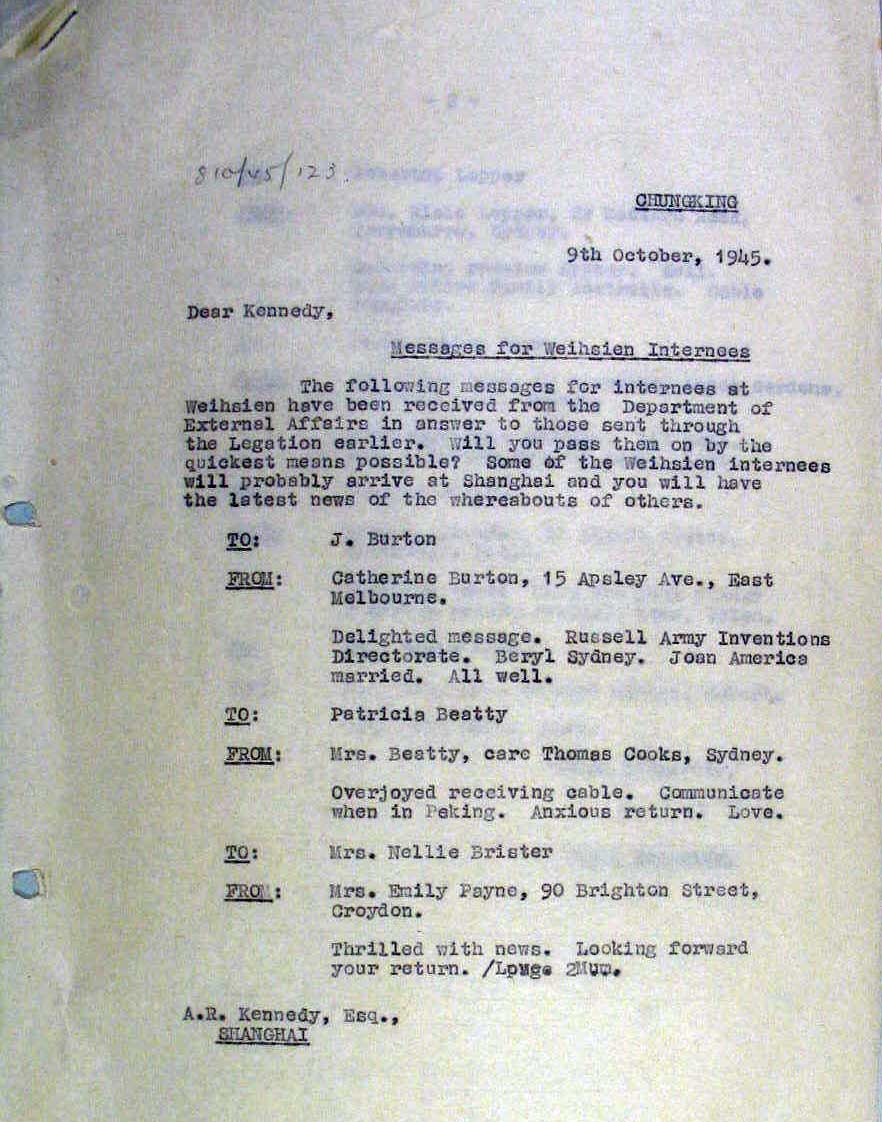 810/45/123.
CHUNGKING
9th October, 1945.
Dear Kennedy,
Messages for Weihsien Internees
The following messages for internees at
Weihsien have been received from the Department of
External Affairs in answer to those sent through
the Legation earlier. Will you pass them on by the
quickest means possible? Some of the Weihsien internees
will probably arrive at Shanghai and you will have
the latest news of the whereabouts of others.
TO: J. Burton
FROM: Catherine Burton, 15 Apsley Ave., East
Melbourne.
Delighted message. Russell Army Inventions
Directorate. Beryl Sydney. Joan America
married. All well.
TO: Patricia Beatty
FROM: Mrs. Beatty, care Thomas Cooks, Sydney.
Overjoyed receiving cable. Communicate
when in Peking. Anxious return. Love.
TO: Mrs. Nellie Brister
FROM: Mrs. Emily Payne, 90 Brighton Street,
Croydon.
Thrilled with news. Looking forward
your return.
A.R. Kennedy, Esq.,
SHANGHAI